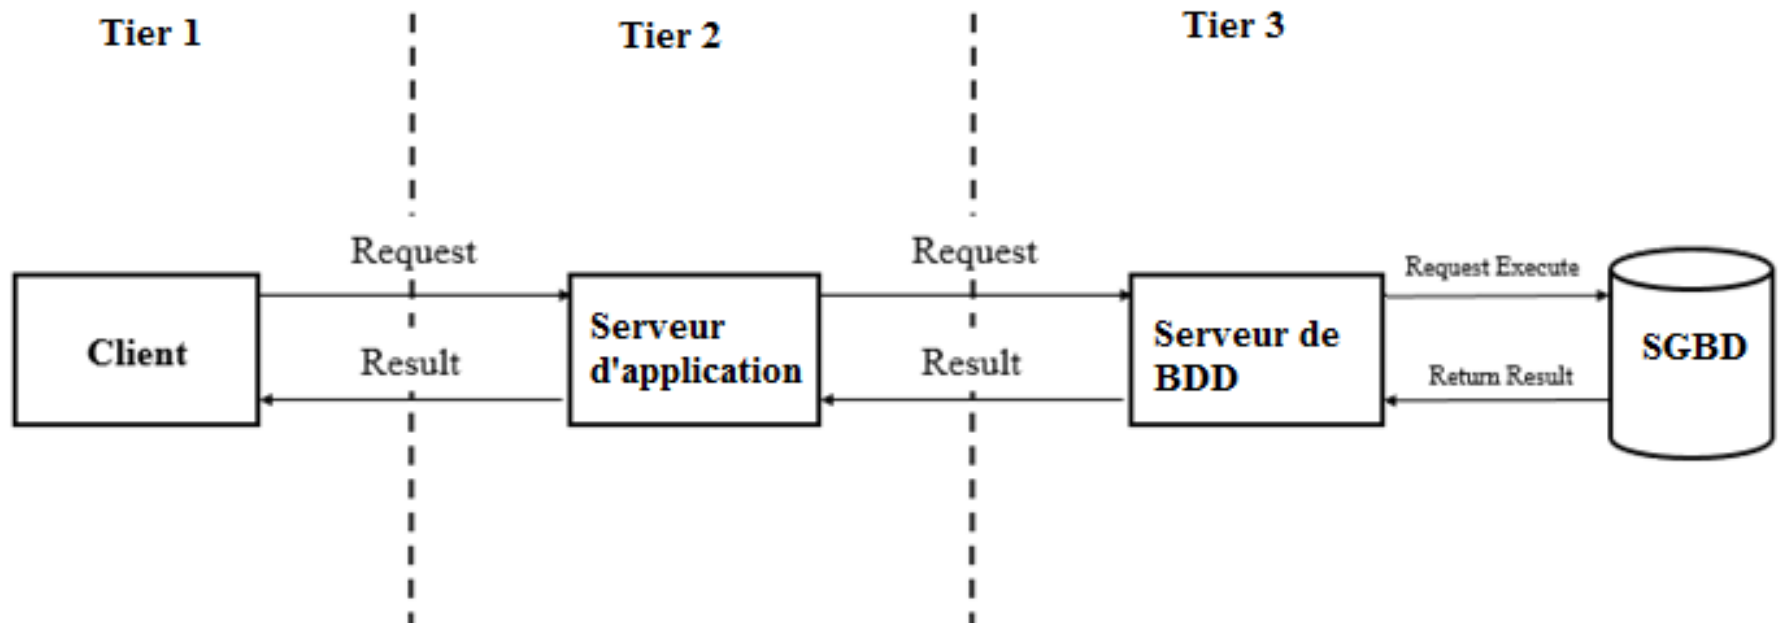 Tier 1
Tier 2
Tier 3
Request
Request
Request Execute
Client
Serveur
d'application
Serveur de
BDD
SGBD
Result
Result
Return Result